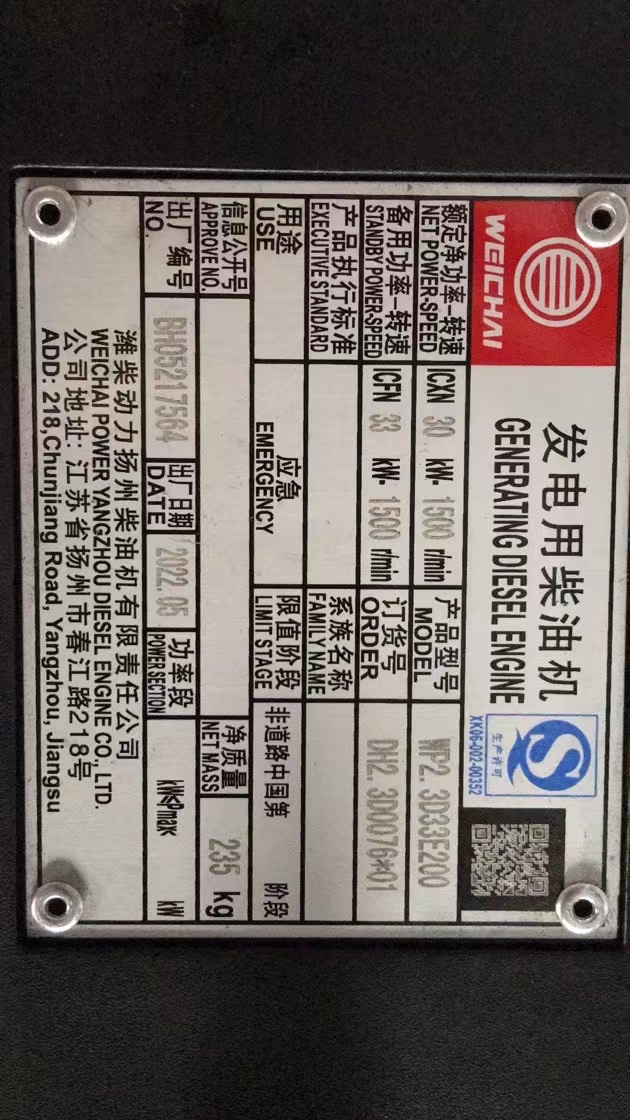 WEICHAI
发电用柴油机
GENERATING DIESEL ENGINE
生产许可
XK06-002-00352
额定净功率-转速 ICXN 30 kW- 1500 r/min 产品型号 WP2.3D33E200
NET POWER-SPEED MODEL
备用功率-转速 ICFN 33 kW- 1500 r/min 订货号 DH2.3D0076*01
STANDBY POWER-SPEED ORDER
产品执行标准 系族名称
EXECUTIVE STANDARD FAMILY NAME
用途 应急 限值阶段 非道路中国第 阶段
USE EMERGENCY LIMIT STAGE
信息公开号 净质量 235 kg
APPROVE NO. NET MASS
出厂编号 BH05217564 出厂日期 2022.05 功率段 kW≤Pmax kW
NO DATE POWER SECTION
潍柴动力扬州柴油机有限责任公司
WEICHAI POWER YANGZHOU DIESEL ENGINE CO., LTD.
公司地址: 江苏省扬州市春江路218号
ADD: 218,Chunjiang Road, Yangzhou, Jiangsu